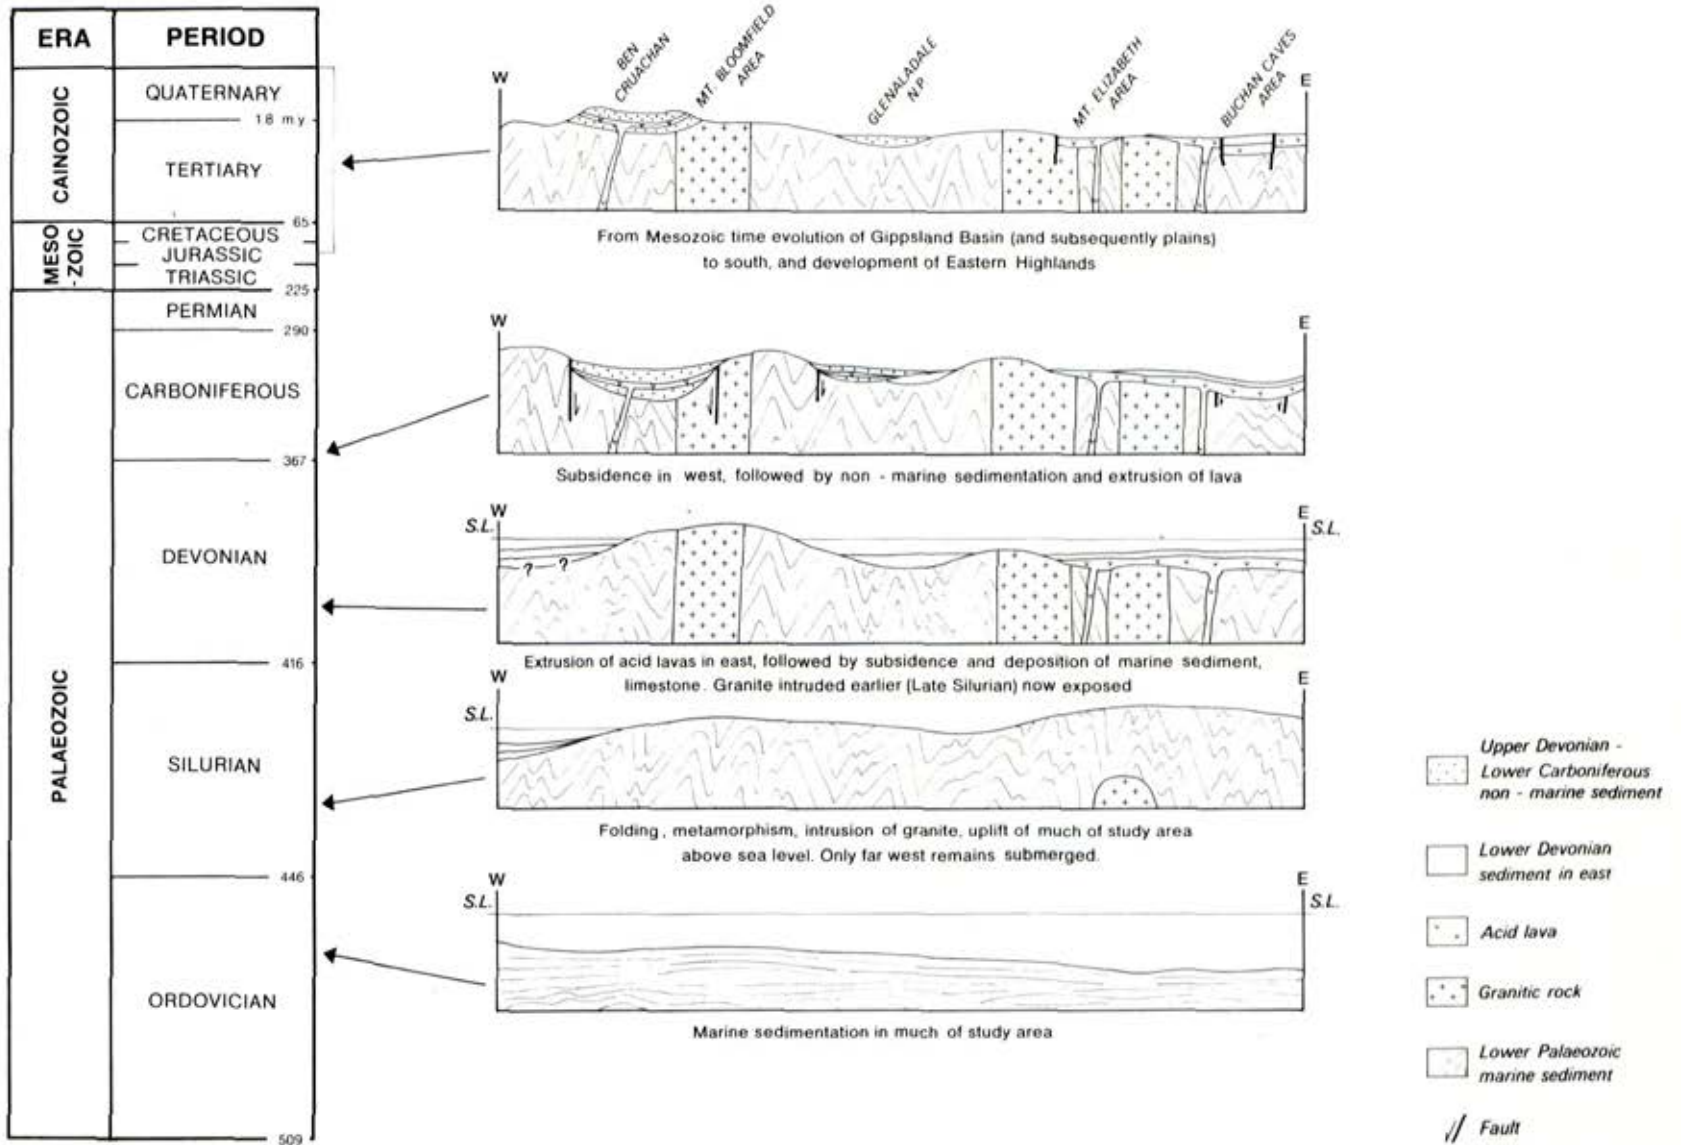 ERA
PERIOD
CAINOZOIC
QUATERNARY
1.8 m y
TERTIARY
65
MESO
-ZOIC
CRETACEOUS
JURASSIC
TRIASSIC
225
PALAEOZOIC
PERMIAN
290
CARBONIFEROUS
367
DEVONIAN
416
SILURIAN
446
ORDOVICIAN
509
W
BEN
CRUACHAN
MT. BLOOMFIELD
AREA
GLENALADALE
N.P.
MT. ELIZABETH
AREA
BUCHAN CAVES
AREA
E
From Mesozoic time evolution of Gippsland Basin (and subsequently plains)
to south, and development of Eastern Highlands
W
E
Subsidence in west, followed by non - marine sedimentation and extrusion of lava
W
E
S.L.
S.L.
? ?
Extrusion of acid lavas in east, followed by subsidence and deposition of marine sediment,
limestone. Granite intruded earlier (Late Silurian) now exposed
W
E
S.L.
Folding, metamorphism, intrusion of granite, uplift of much of study area
above sea level. Only far west remains submerged.
W
E
S.L.
S.L.
Marine sedimentation in much of study area
Upper Devonian -
Lower Carboniferous
non - marine sediment
Lower Devonian
sediment in east
Acid lava
Granitic rock
Lower Palaeozoic
marine sediment
Fault